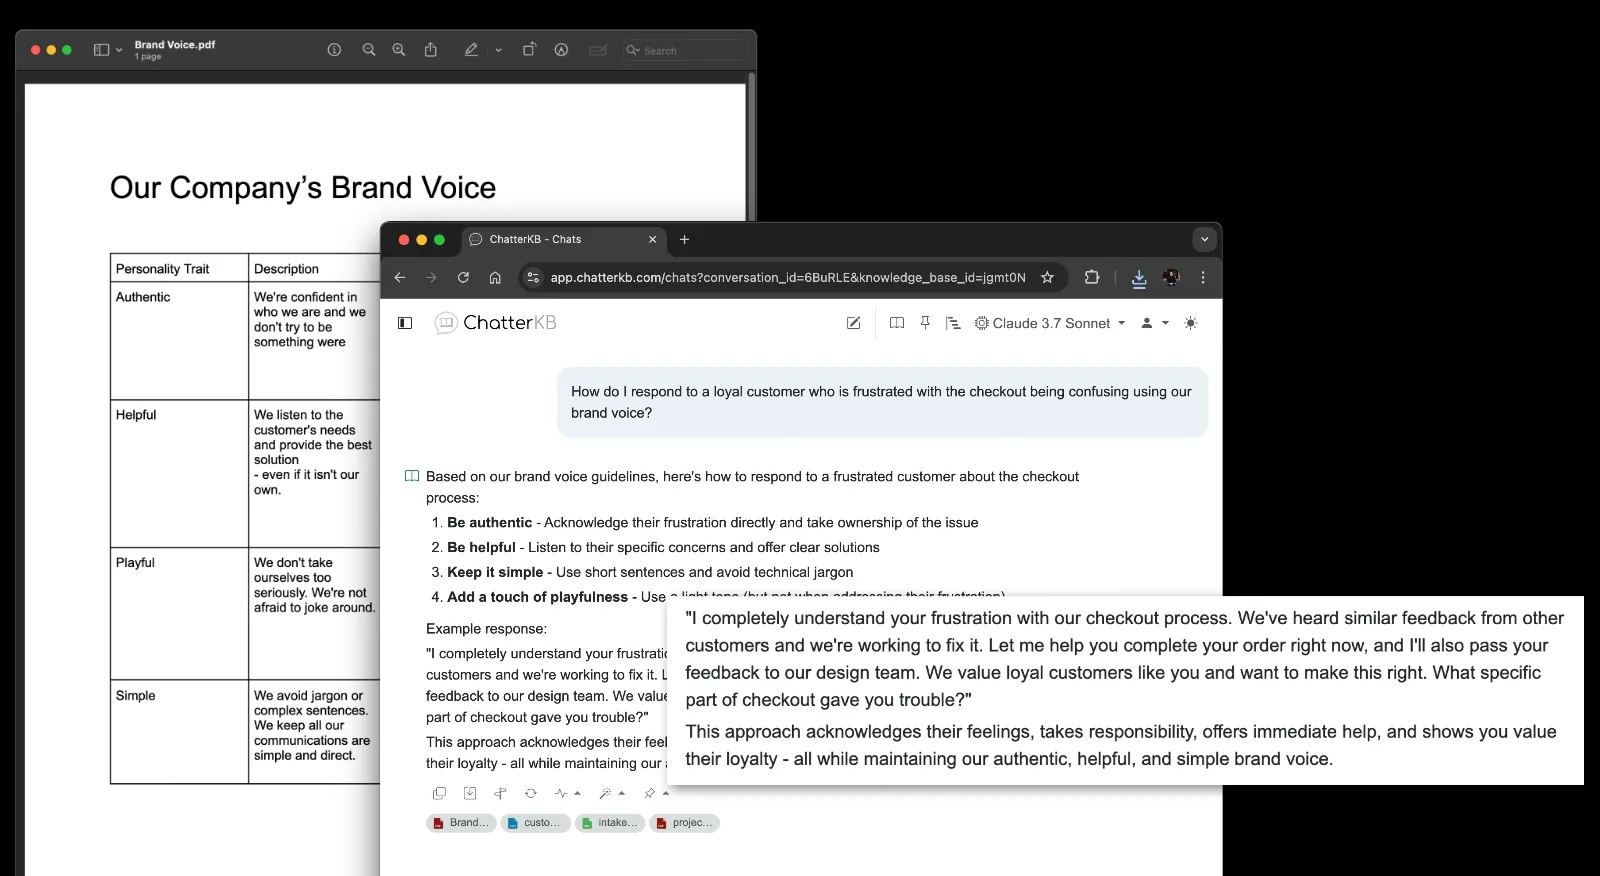 Brand Voice.pdf
1 page
Search
Our Company’s Brand Voice
Personality Trait
Description
Authentic
We're confident in
who we are and we
don't try to be
something were
Helpful
We listen to the
customer's needs
and provide the best
solution
- even if it isn't our
own.
Playful
We don't take
ourselves too
seriously. We're not
afraid to joke around.
Simple
We avoid jargon or
complex sentences.
We keep all our
communications are
simple and direct.
ChatterKB - Chats
app.chatterkb.com/chats?conversation_id=6BuRLE&knowledge_base_id=jgmt0N
ChatterKB
Claude 3.7 Sonnet
How do I respond to a loyal customer who is frustrated with the checkout being confusing using our
brand voice?
Based on our brand voice guidelines, here's how to respond to a frustrated customer about the checkout
process:
1. Be authentic - Acknowledge their frustration directly and take ownership of the issue
2. Be helpful - Listen to their specific concerns and offer clear solutions
3. Keep it simple - Use short sentences and avoid technical jargon
4. Add a touch of playfulness - Use a light tone (but not when addressing their frustration)
Example response:
"I completely understand your frustratio
customers and we're working to fix it. L
feedback to our design team. We value
part of checkout gave you trouble?"
This approach acknowledges their feel
their loyalty - all while maintaining our
Brand...
custo...
intake...
projec...
"I completely understand your frustration with our checkout process. We've heard similar feedback from other
customers and we're working to fix it. Let me help you complete your order right now, and I'll also pass your
feedback to our design team. We value loyal customers like you and want to make this right. What specific
part of checkout gave you trouble?"
This approach acknowledges their feelings, takes responsibility, offers immediate help, and shows you value
their loyalty - all while maintaining our authentic, helpful, and simple brand voice.